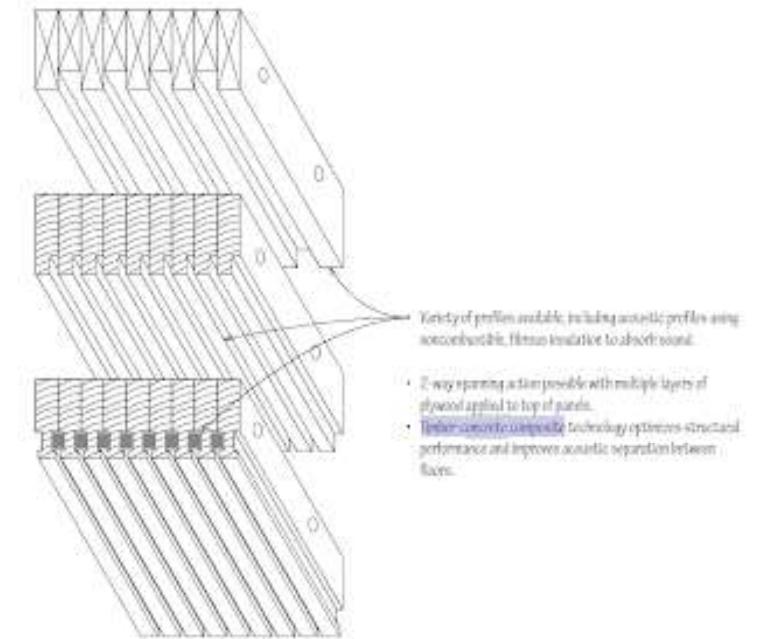 Variety of profiles available, including acoustic profiles using
noncombustible, fibrous insulation to absorb sound.
• 2-way spanning action possible with multiple layers of
plywood applied to top of panels.
• Timber-concrete composite technology optimizes structural
performance and improves acoustic separation between
floors.